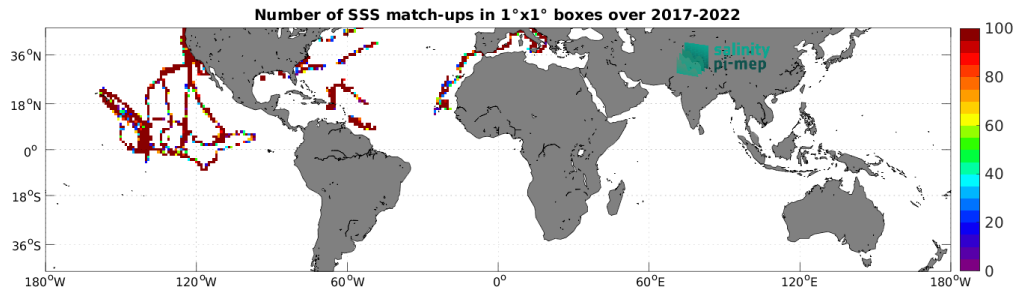 Number of SSS match-ups in 1°x1° boxes over 2017-2022
36°N
18°N
0°
18°S
36°S
180°W
120°W
60°W
0°
60°E
120°E
180°W
salinity
pi-mep
100
80
60
40
20
0